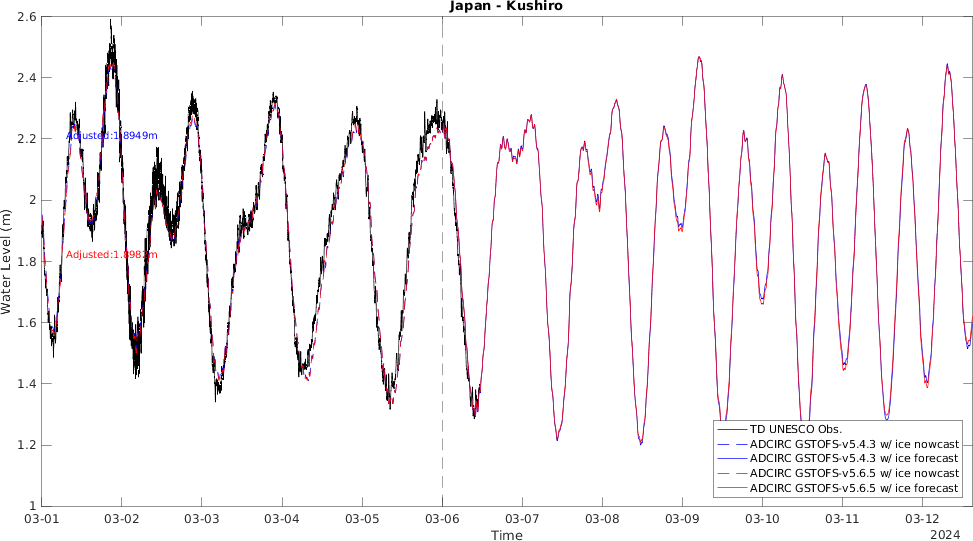 Japan - Kushiro
Water Level (m)
2.6
2.4
2.2
2
1.8
1.6
1.4
1.2
1
Adjusted:1.8949m
Adjusted:1.8982m
TD UNESCO Obs.
ADCIRC GSTOFS-v5.4.3 w/ ice nowcast
ADCIRC GSTOFS-v5.4.3 w/ ice forecast
ADCIRC GSTOFS-v5.6.5 w/ ice nowcast
ADCIRC GSTOFS-v5.6.5 w/ ice forecast
03-01 03-02 03-03 03-04 03-05 03-06 03-07 03-08 03-09 03-10 03-11 03-12
Time
2024